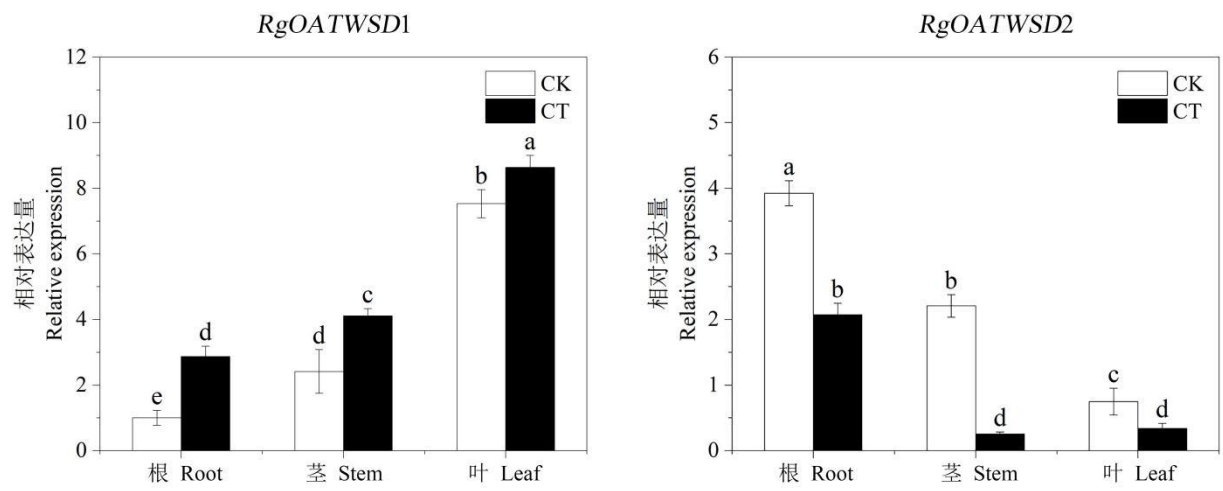 RgOATWSD1
12
10
8
6
4
2
0
相对表达量
Relative expression
CK
CT
e
d
d
c
b
a
根 Root
茎 Stem
叶 Leaf
RgOATWSD2
6
5
4
3
2
1
0
相对表达量
Relative expression
CK
CT
a
b
b
d
c
d
根 Root
茎 Stem
叶 Leaf